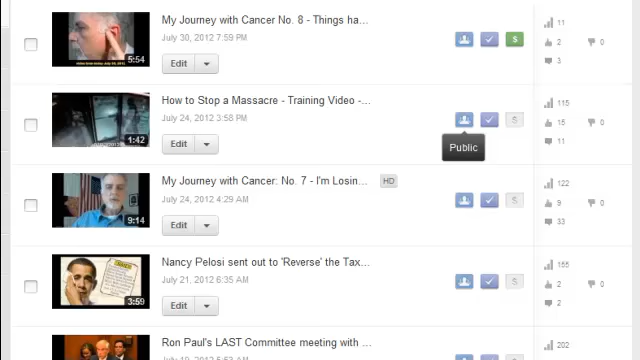 My Journey with Cancer No. 8 - Things ha...
July 30, 2012 7:59 PM
5:54
Edit
$
11
2
0
3
How to Stop a Massacre - Training Video -...
July 24, 2012 3:58 PM
1:42
Edit
$
Public
115
15
0
11
My Journey with Cancer: No. 7 - I'm Losin...
HD
July 24, 2012 4:29 AM
9:14
Edit
$
122
9
0
33
Nancy Pelosi sent out to 'Reverse' the Tax...
July 21, 2012 6:35 AM
3:59
Edit
$
2
0
2
Ron Paul's LAST Committee meeting with ...
202